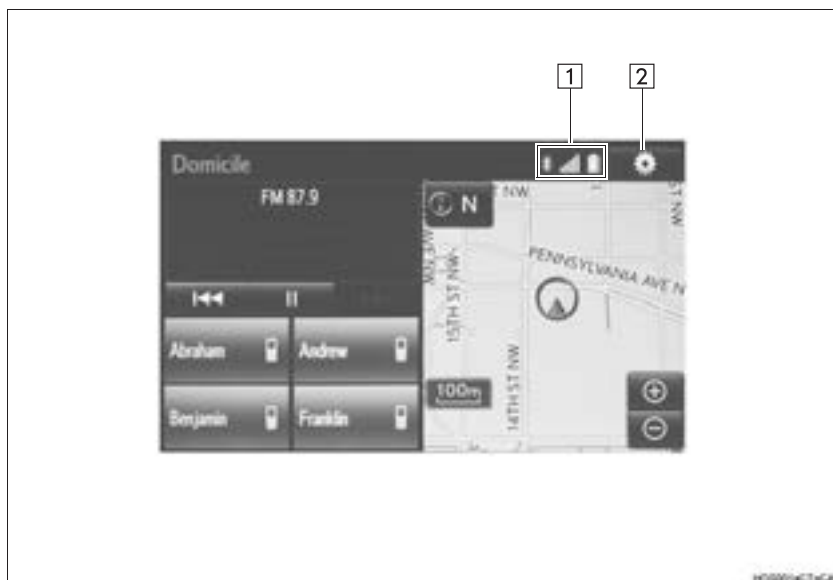 1 2
Domicile
FM 87.9
N
T NW
ST NW
15TH ST NW
PENNSYLVANIA AVE N
14TH ST NW
100m
Abraham
Andrew
Benjamin
Franklin